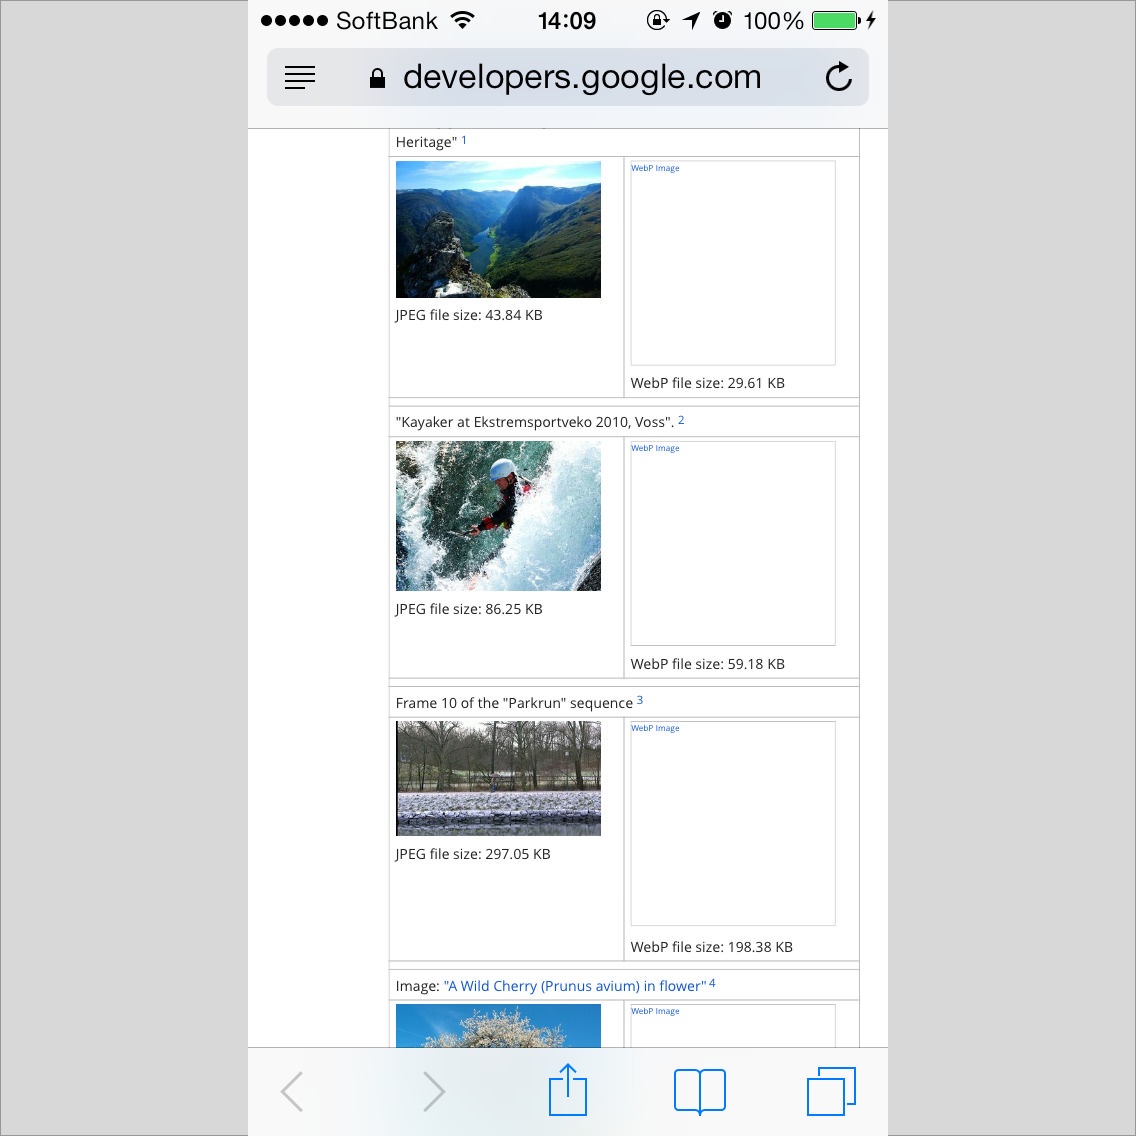 SoftBank 14:09 100%
developers.google.com
Heritage" 1
WebP Image
JPEG file size: 43.84 KB
WebP file size: 29.61 KB
"Kayaker at Ekstremsportveko 2010, Voss". 2
WebP Image
JPEG file size: 86.25 KB
WebP file size: 59.18 KB
Frame 10 of the "Parkrun" sequence 3
WebP Image
JPEG file size: 297.05 KB
WebP file size: 198.38 KB
Image: "A Wild Cherry (Prunus avium) in flower" 4
WebP Image